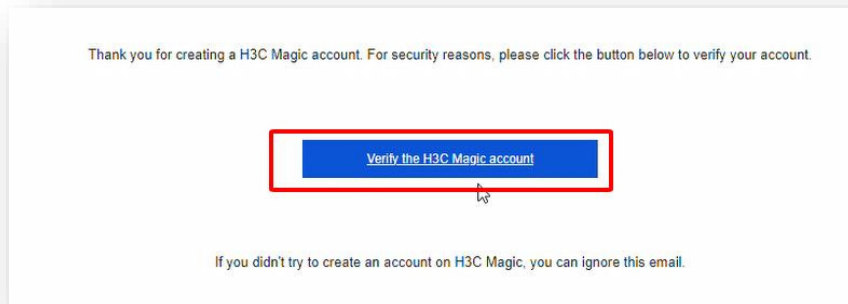 Thank you for creating a H3C Magic account. For security reasons, please click the button below to verify your account.
Verify the H3C Magic account
If you didn't try to create an account on H3C Magic, you can ignore this email.